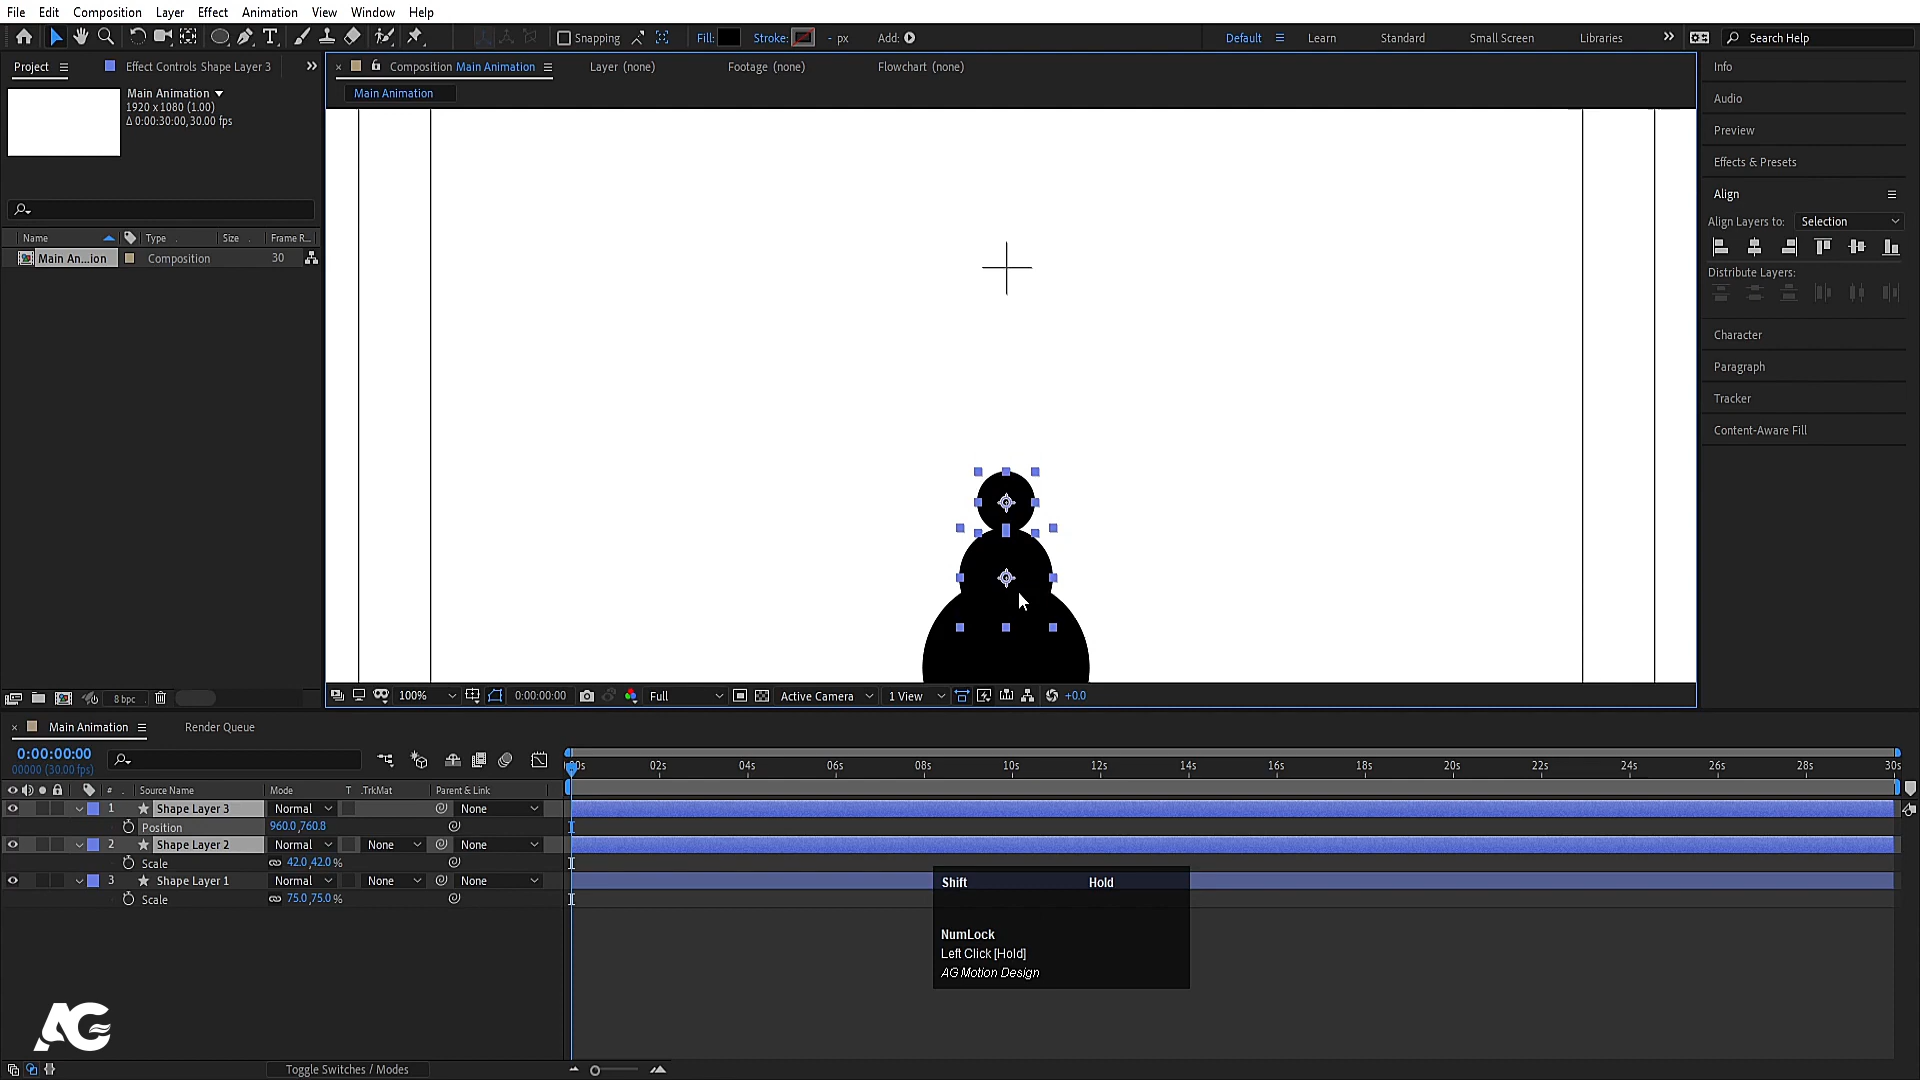 File Edit Composition Layer Effect Animation View Window Help
Snapping Fill: Stroke: - px Add: Default Learn Standard Small Screen Libraries Search Help
Project Effect Controls Shape Layer 3 Composition Main Animation Layer (none) Footage (none) Flowchart (none)
Main Animation
1920 x 1080 (1.00)
Δ 0:00:30:00, 30.00 fps
Main Animation
Name Type Size Frame R...
Main An...ion Composition 30
Info
Audio
Preview
Effects & Presets
Align
Align Layers to: Selection
Distribute Layers:
Character
Paragraph
Tracker
Content-Aware Fill
8 bpc 100% 0:00:00:00 Full Active Camera 1 View +0.0
Main Animation Render Queue
0:00:00:00
00000 (30.00 fps)
02s 04s 06s 08s 10s 12s 14s 16s 18s 20s 22s 24s 26s 28s 30s
# Source Name Mode T .TrkMat Parent & Link
1 Shape Layer 3 Normal None
Position 960.0,760.8
2 Shape Layer 2 Normal None None
Scale 42.0,42.0%
3 Shape Layer 1 Normal None None
Scale 75.0,75.0%
Shift Hold
NumLock
Left Click [Hold]
AG Motion Design
AG
Toggle Switches / Modes